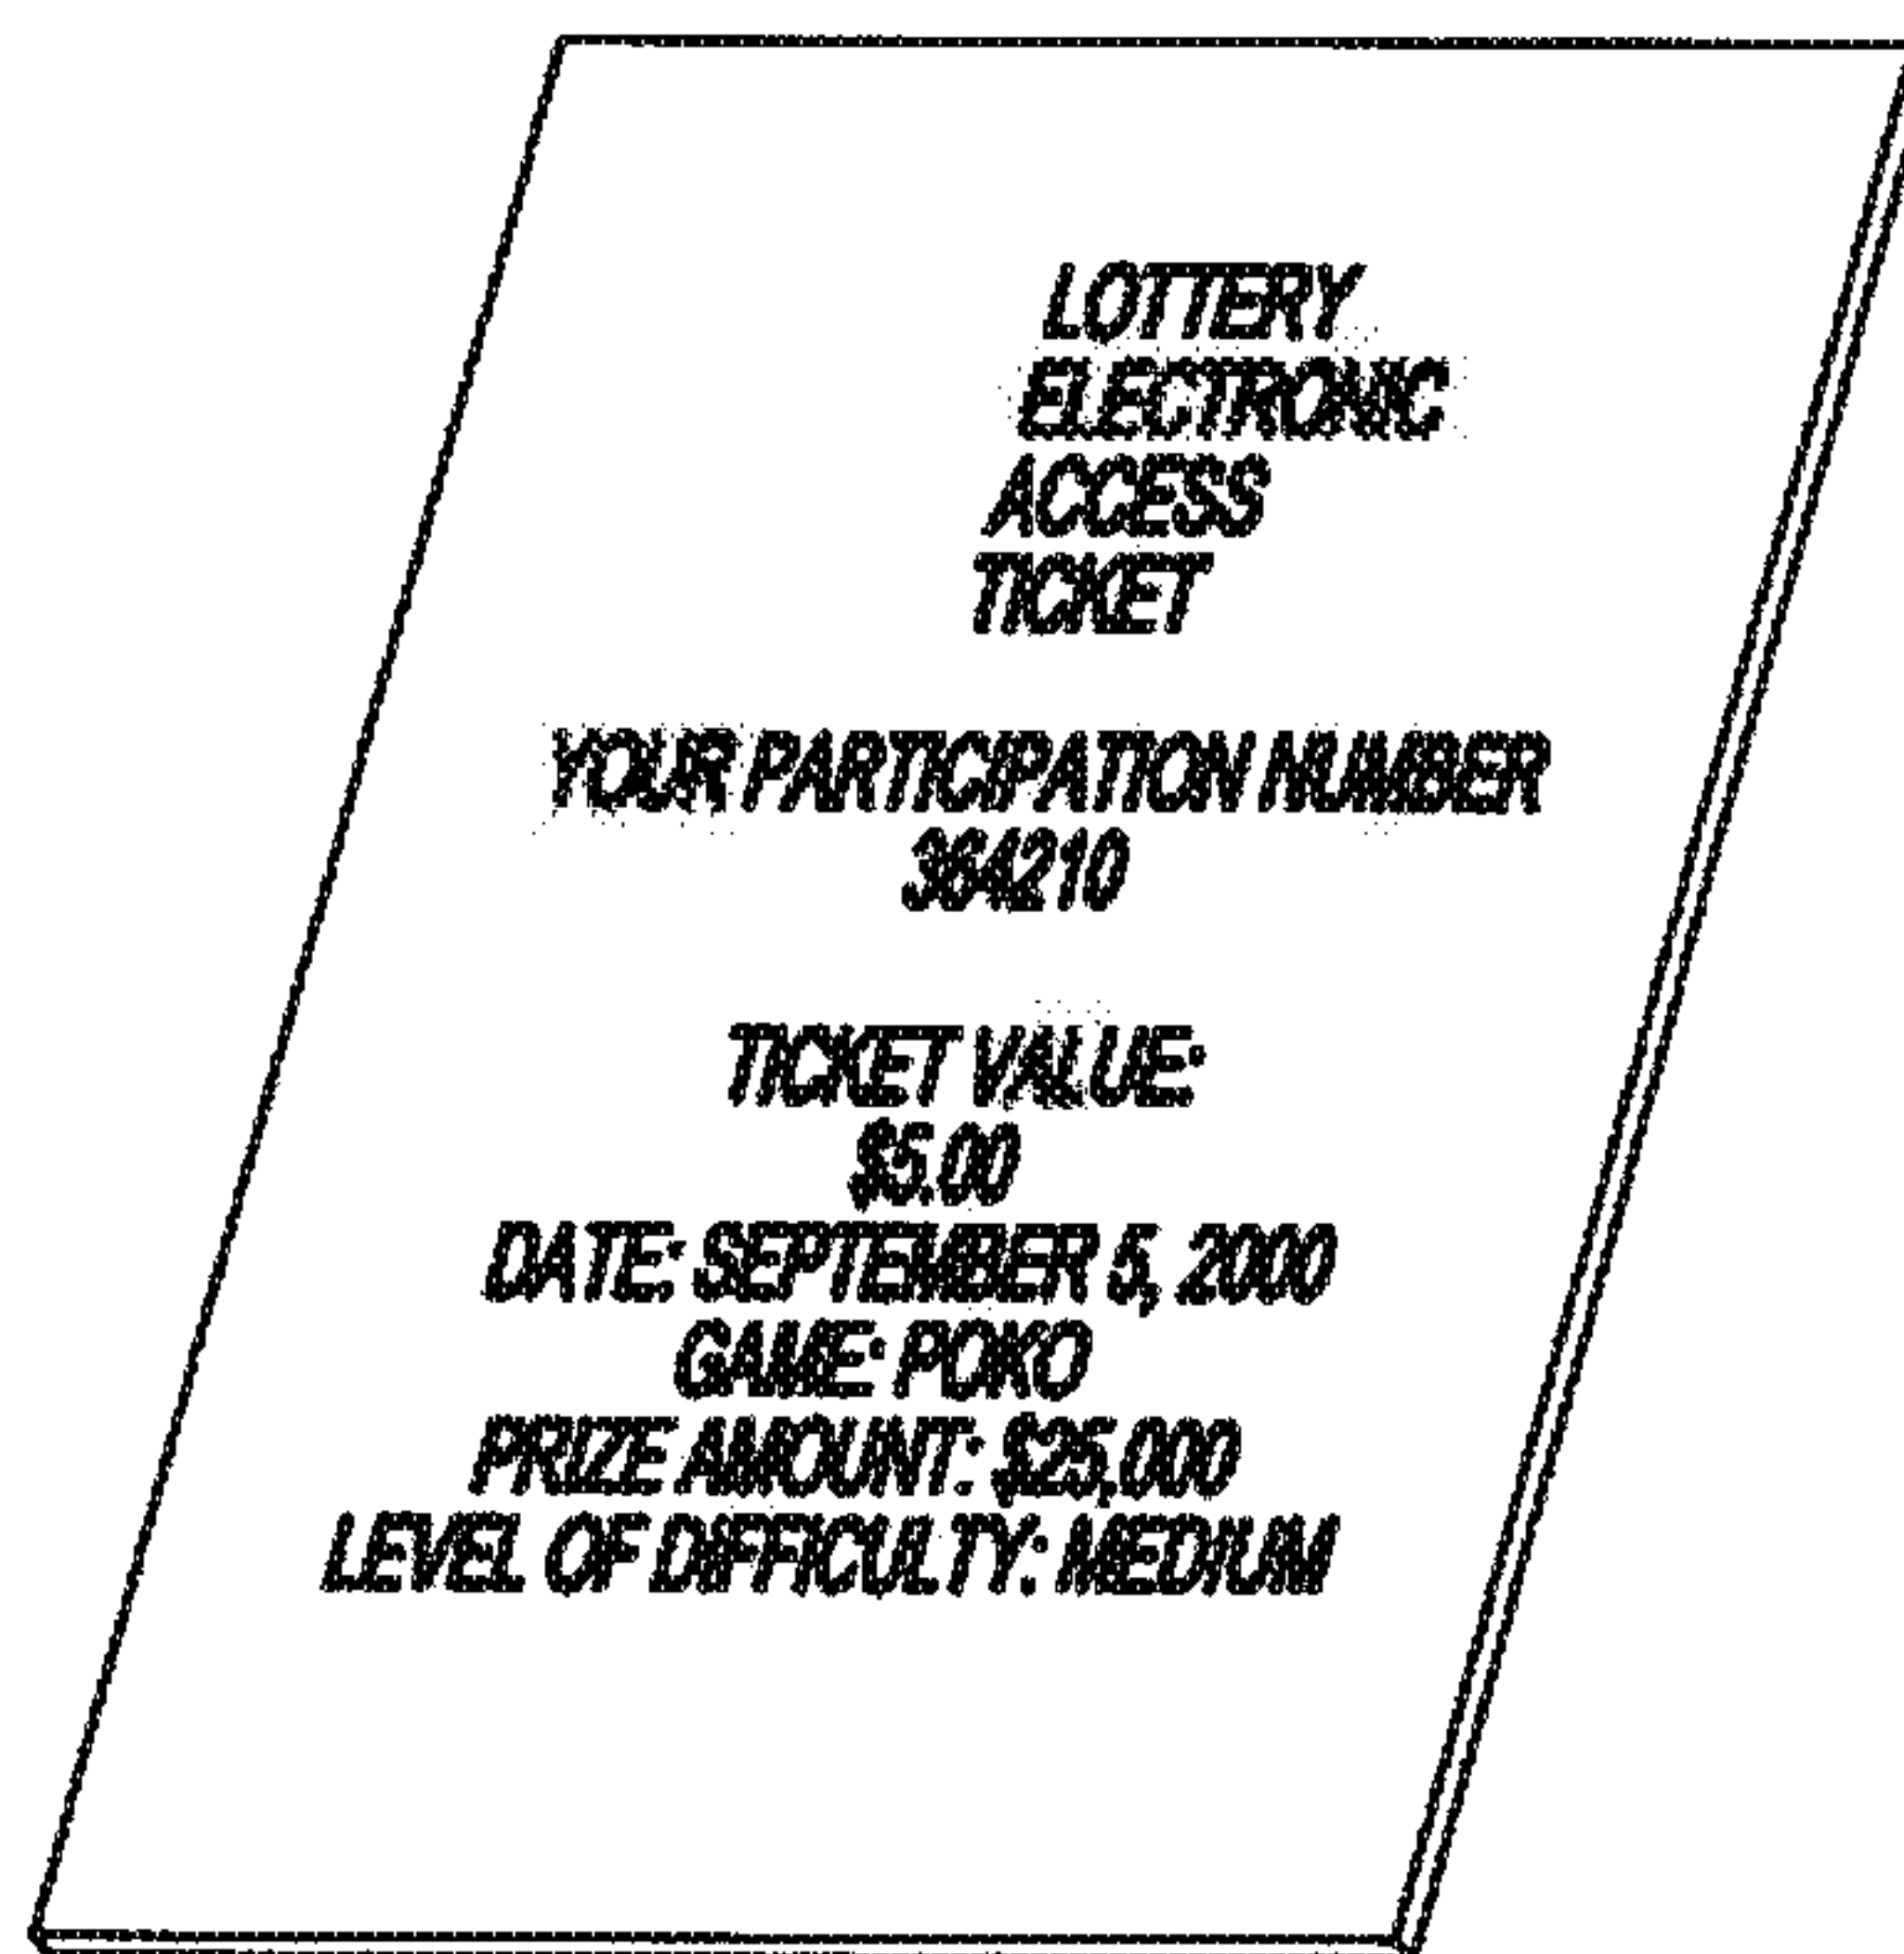 LOTTERY
ELECTRONIC
ACCESS
TICKET
YOUR PARTICIPATION NUMBER
364210
TICKET VALUE:
$5.00
DATE: SEPTEMBER 5, 2000
GAME: POKO
PRIZE AMOUNT: $25,000
LEVEL OF DIFFICULTY: MEDIUM